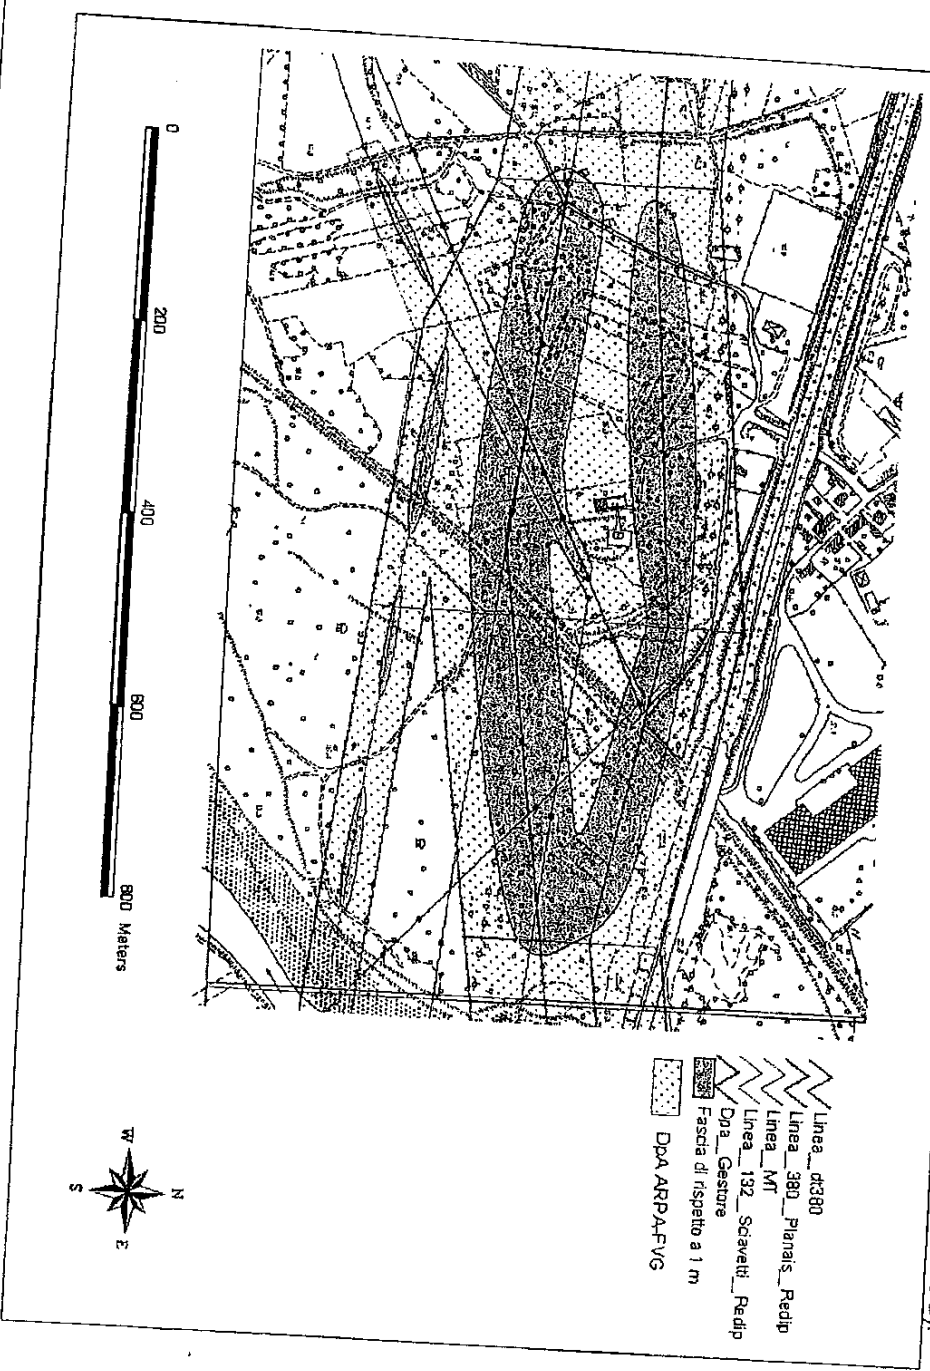 Linea_dt380
Linea_380_Planais_Redip
Linea_MT
Linea_132_Sciavetti_Redip
Dpa_Gestore
Fascia di rispetto a 1 m
DpA ARPA-FVG
0
200
400
600
800 Meters
N
W
E
S